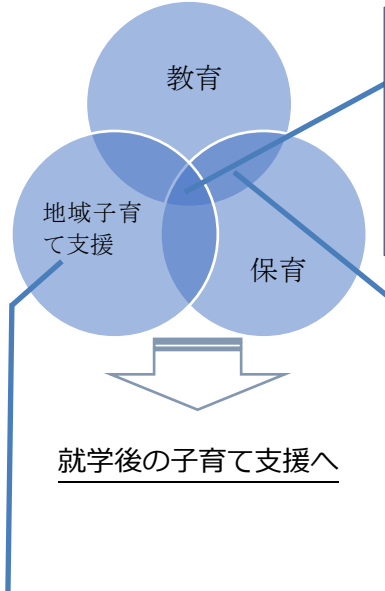 教育
地域子育
て支援
保育
就学後の子育て支援へ